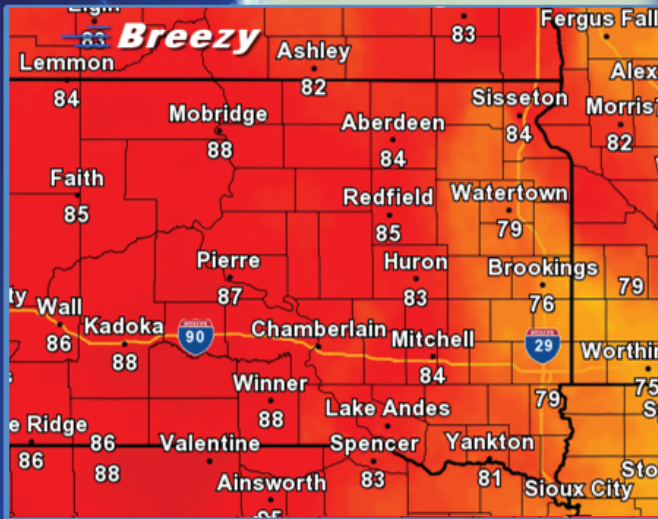 Elgin
83
Breezy
83
Fergus Fall
Lemmon
84
Ashley
82
Alex
Sisseton
84
Morris
82
Mobridge
88
Aberdeen
84
Faith
85
Redfield
85
Watertown
79
Pierre
87
Huron
83
Brookings
76
79
ty
Wall
86
Kadoka
88
90
Chamberlain
Mitchell
84
29
Worthin
75
Winner
88
Lake Andes
79
S
e Ridge
86
86
88
Valentine
Spencer
83
Yankton
81
Sto
Ainsworth
Sioux City